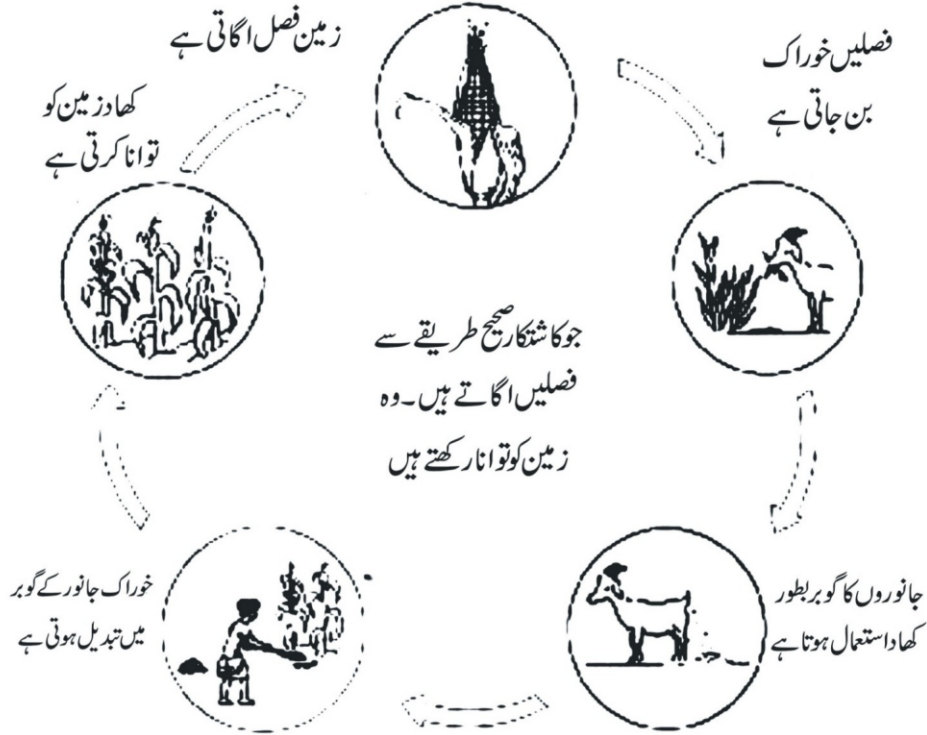 زمین فصل اگاتی ہے
فصلیں خوراک
بن جاتی ہے
کھاد زمین کو
توانا کرتی ہے
جو کاشتکار صحیح طریقے سے
فصلیں اگاتے ہیں۔ وہ
زمین کو توانا رکھتے ہیں
جانوروں کا گوبر بطور
کھاد استعمال ہوتا ہے
خوراک جانور کے گوبر
میں تبدیل ہوتی ہے